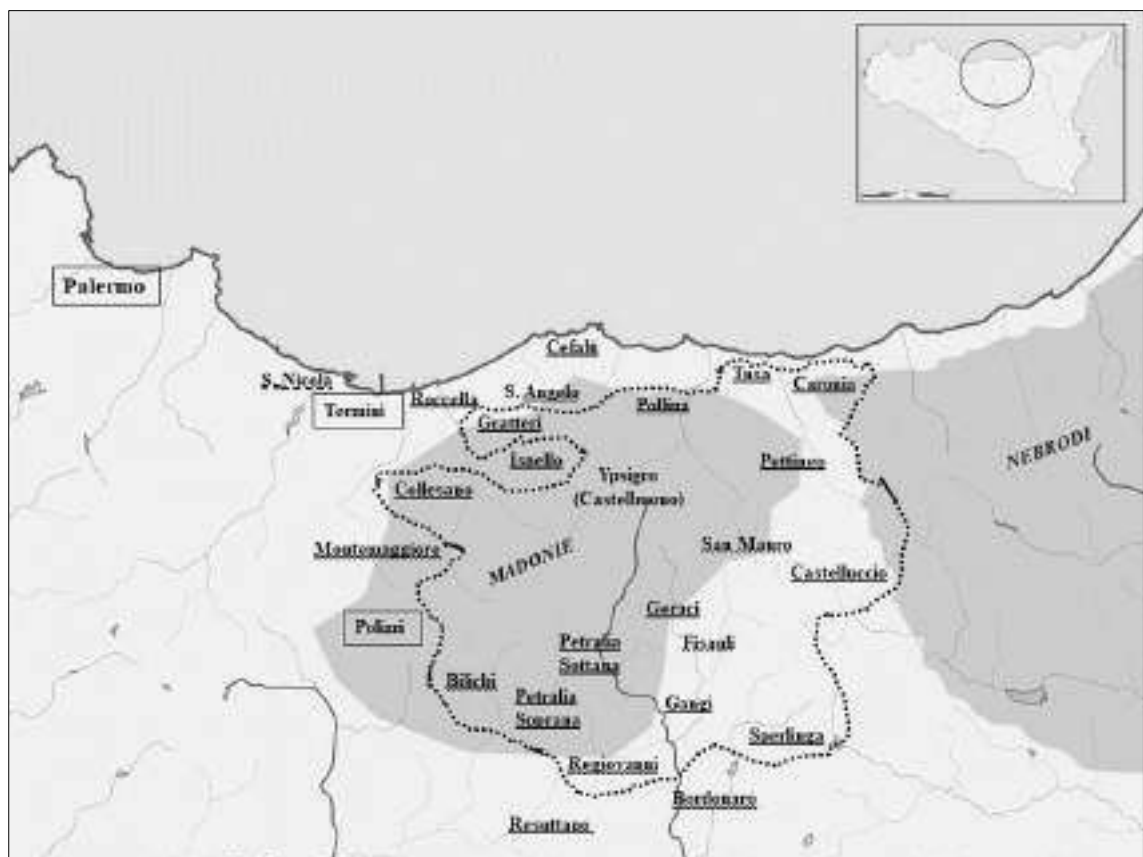 Palermo
Cefalù
S. Nicola
Termini
Roccella
S. Angelo
Tusa
Caronia
Pollina
Gratteri
Isnello
Pettineo
NEBRODI
Collesano
Ypsigro
(Castelbuono)
Montemaggiore
MADONIE
San Mauro
Castelluccio
Geraci
Polizzi
Petralia
Sottana
Fisauli
Bilichi
Petralia
Soprana
Gangi
Sperlinga
Regiovanni
Bordonaro
Resuttano